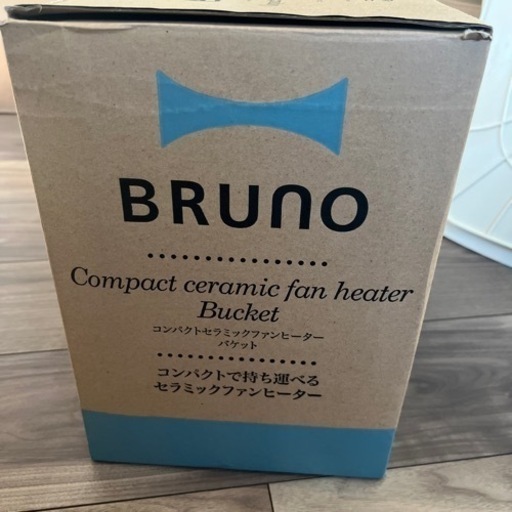 BRUNO
Compact ceramic fan heater
Bucket
コンパクトセラミックファンヒーター
バケット
コンパクトで持ち運べる
セラミックファンヒーター